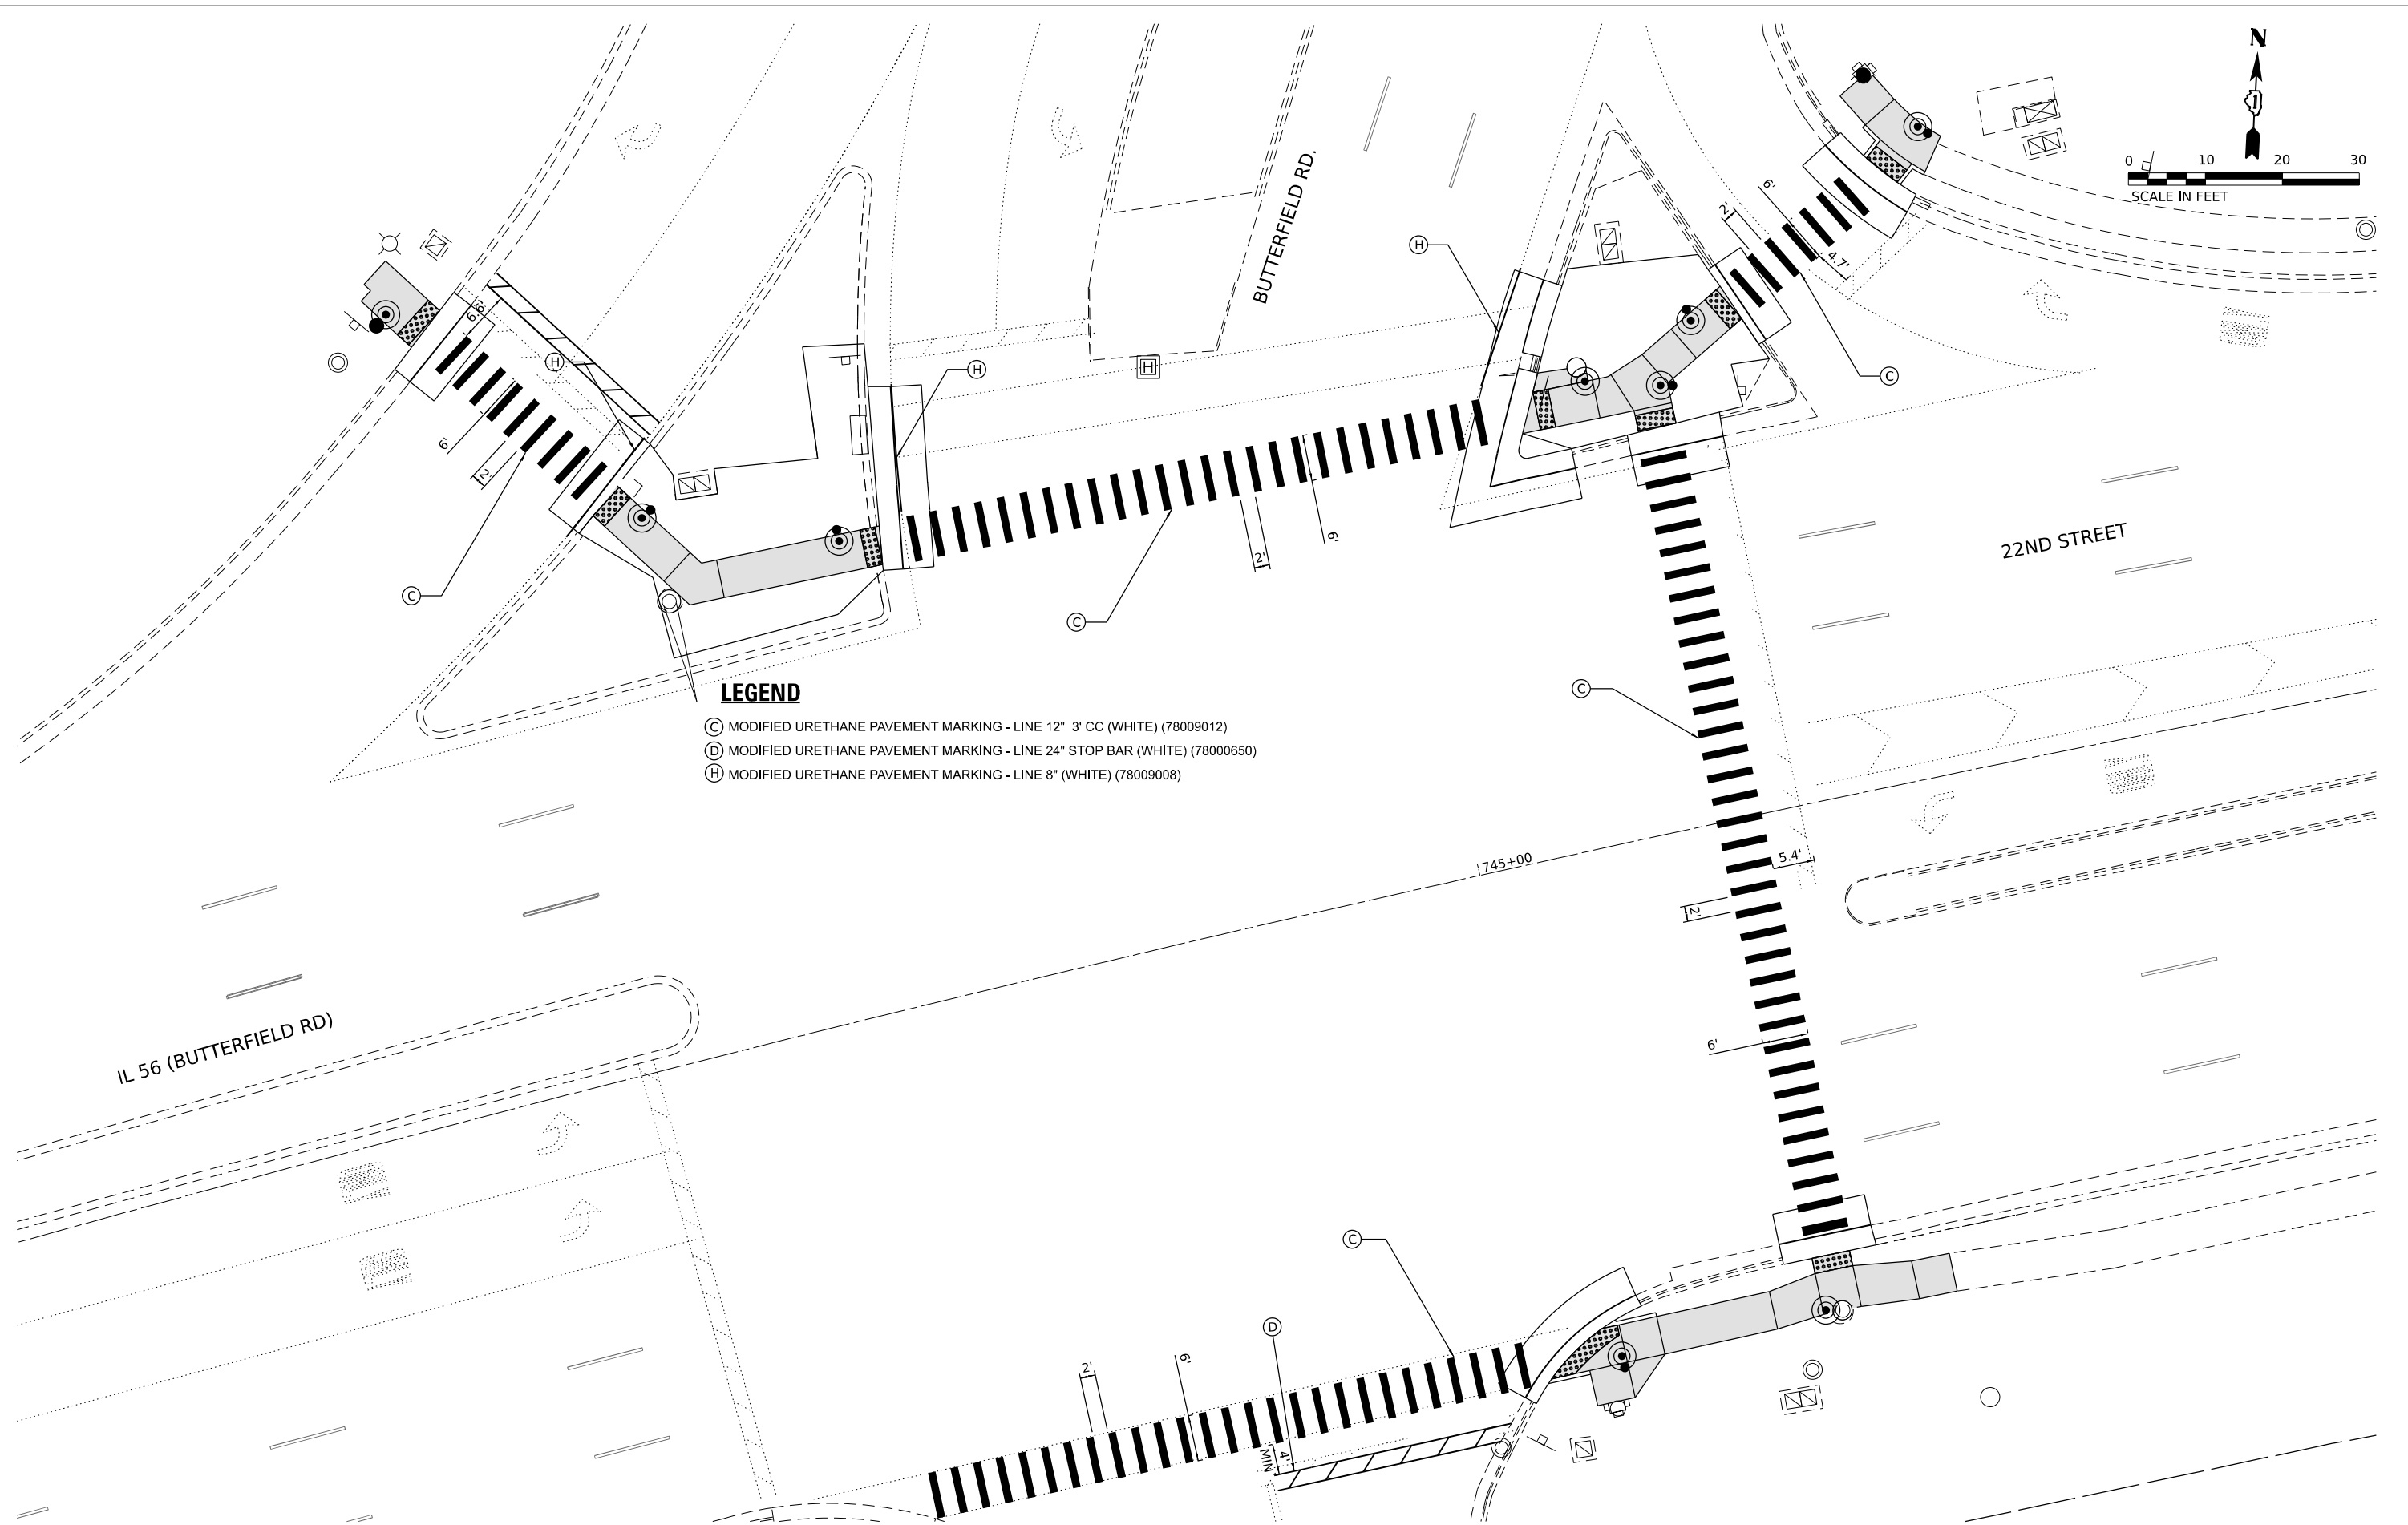 N
1
0 10 20 30
SCALE IN FEET
BUTTERFIELD RD.
H
6'
2'
4.7'
C
6.6'
H
H
6'
2'
C
6'
2'
C
22ND STREET
H
LEGEND
C MODIFIED URETHANE PAVEMENT MARKING - LINE 12" 3' CC (WHITE) (78009012)
D MODIFIED URETHANE PAVEMENT MARKING - LINE 24" STOP BAR (WHITE) (78000650)
H MODIFIED URETHANE PAVEMENT MARKING - LINE 8" (WHITE) (78009008)
C
745+00
5.4'
2'
6'
IL 56 (BUTTERFIELD RD)
C
D
2'
6'
4'
MIN